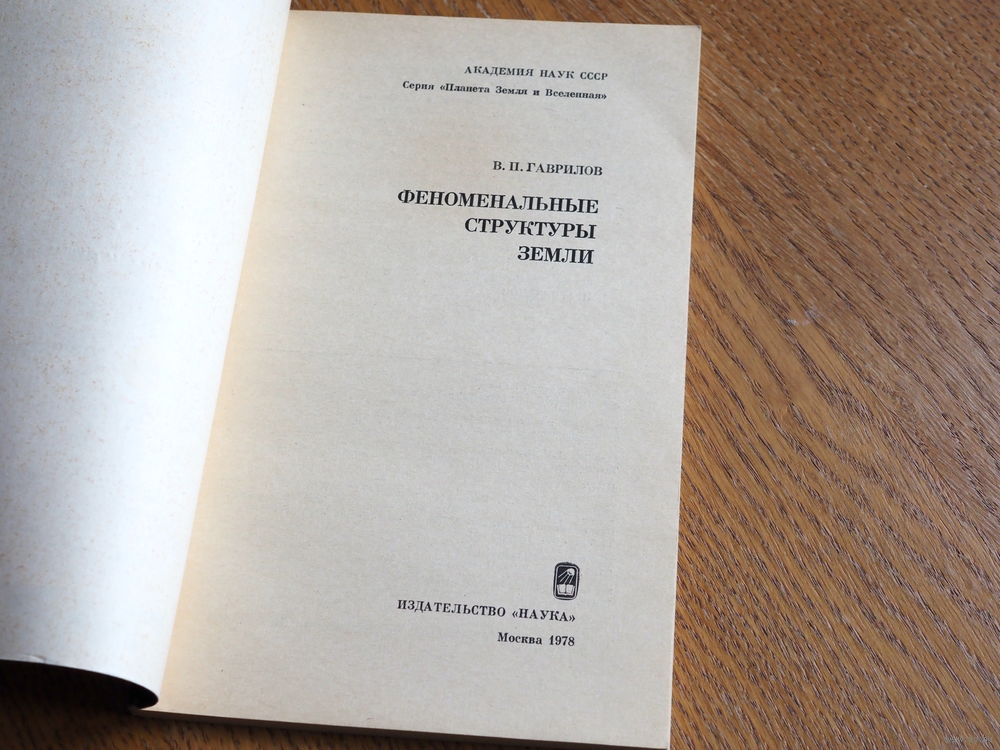 АКАДЕМИЯ НАУК СССР
Серия «Планета Земля и Вселенная»
В. П. ГАВРИЛОВ
ФЕНОМЕНАЛЬНЫЕ
СТРУКТУРЫ
ЗЕМЛИ
ИЗДАТЕЛЬСТВО «НАУКА»
Москва 1978